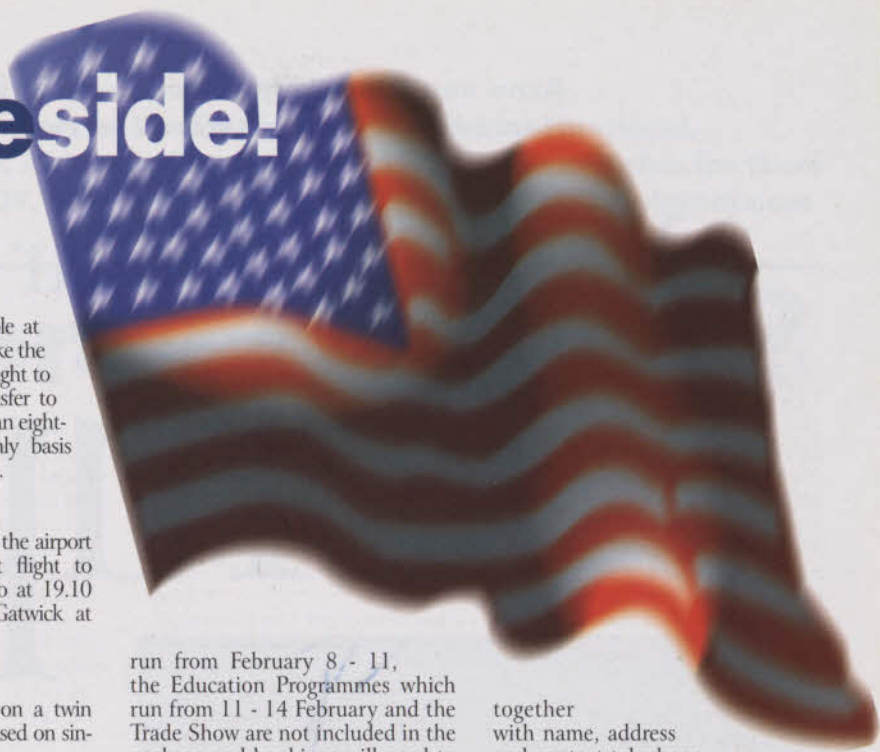 eside!
le at
ke the
ght to
sfer to
an eight-
nly basis
.
the airport
t flight to
o at 19.10
Gatwick at
on a twin
sed on sin-
run from February 8 - 11,
the Education Programmes which
run from 11 - 14 February and the
Trade Show are not included in the
together
with name, address